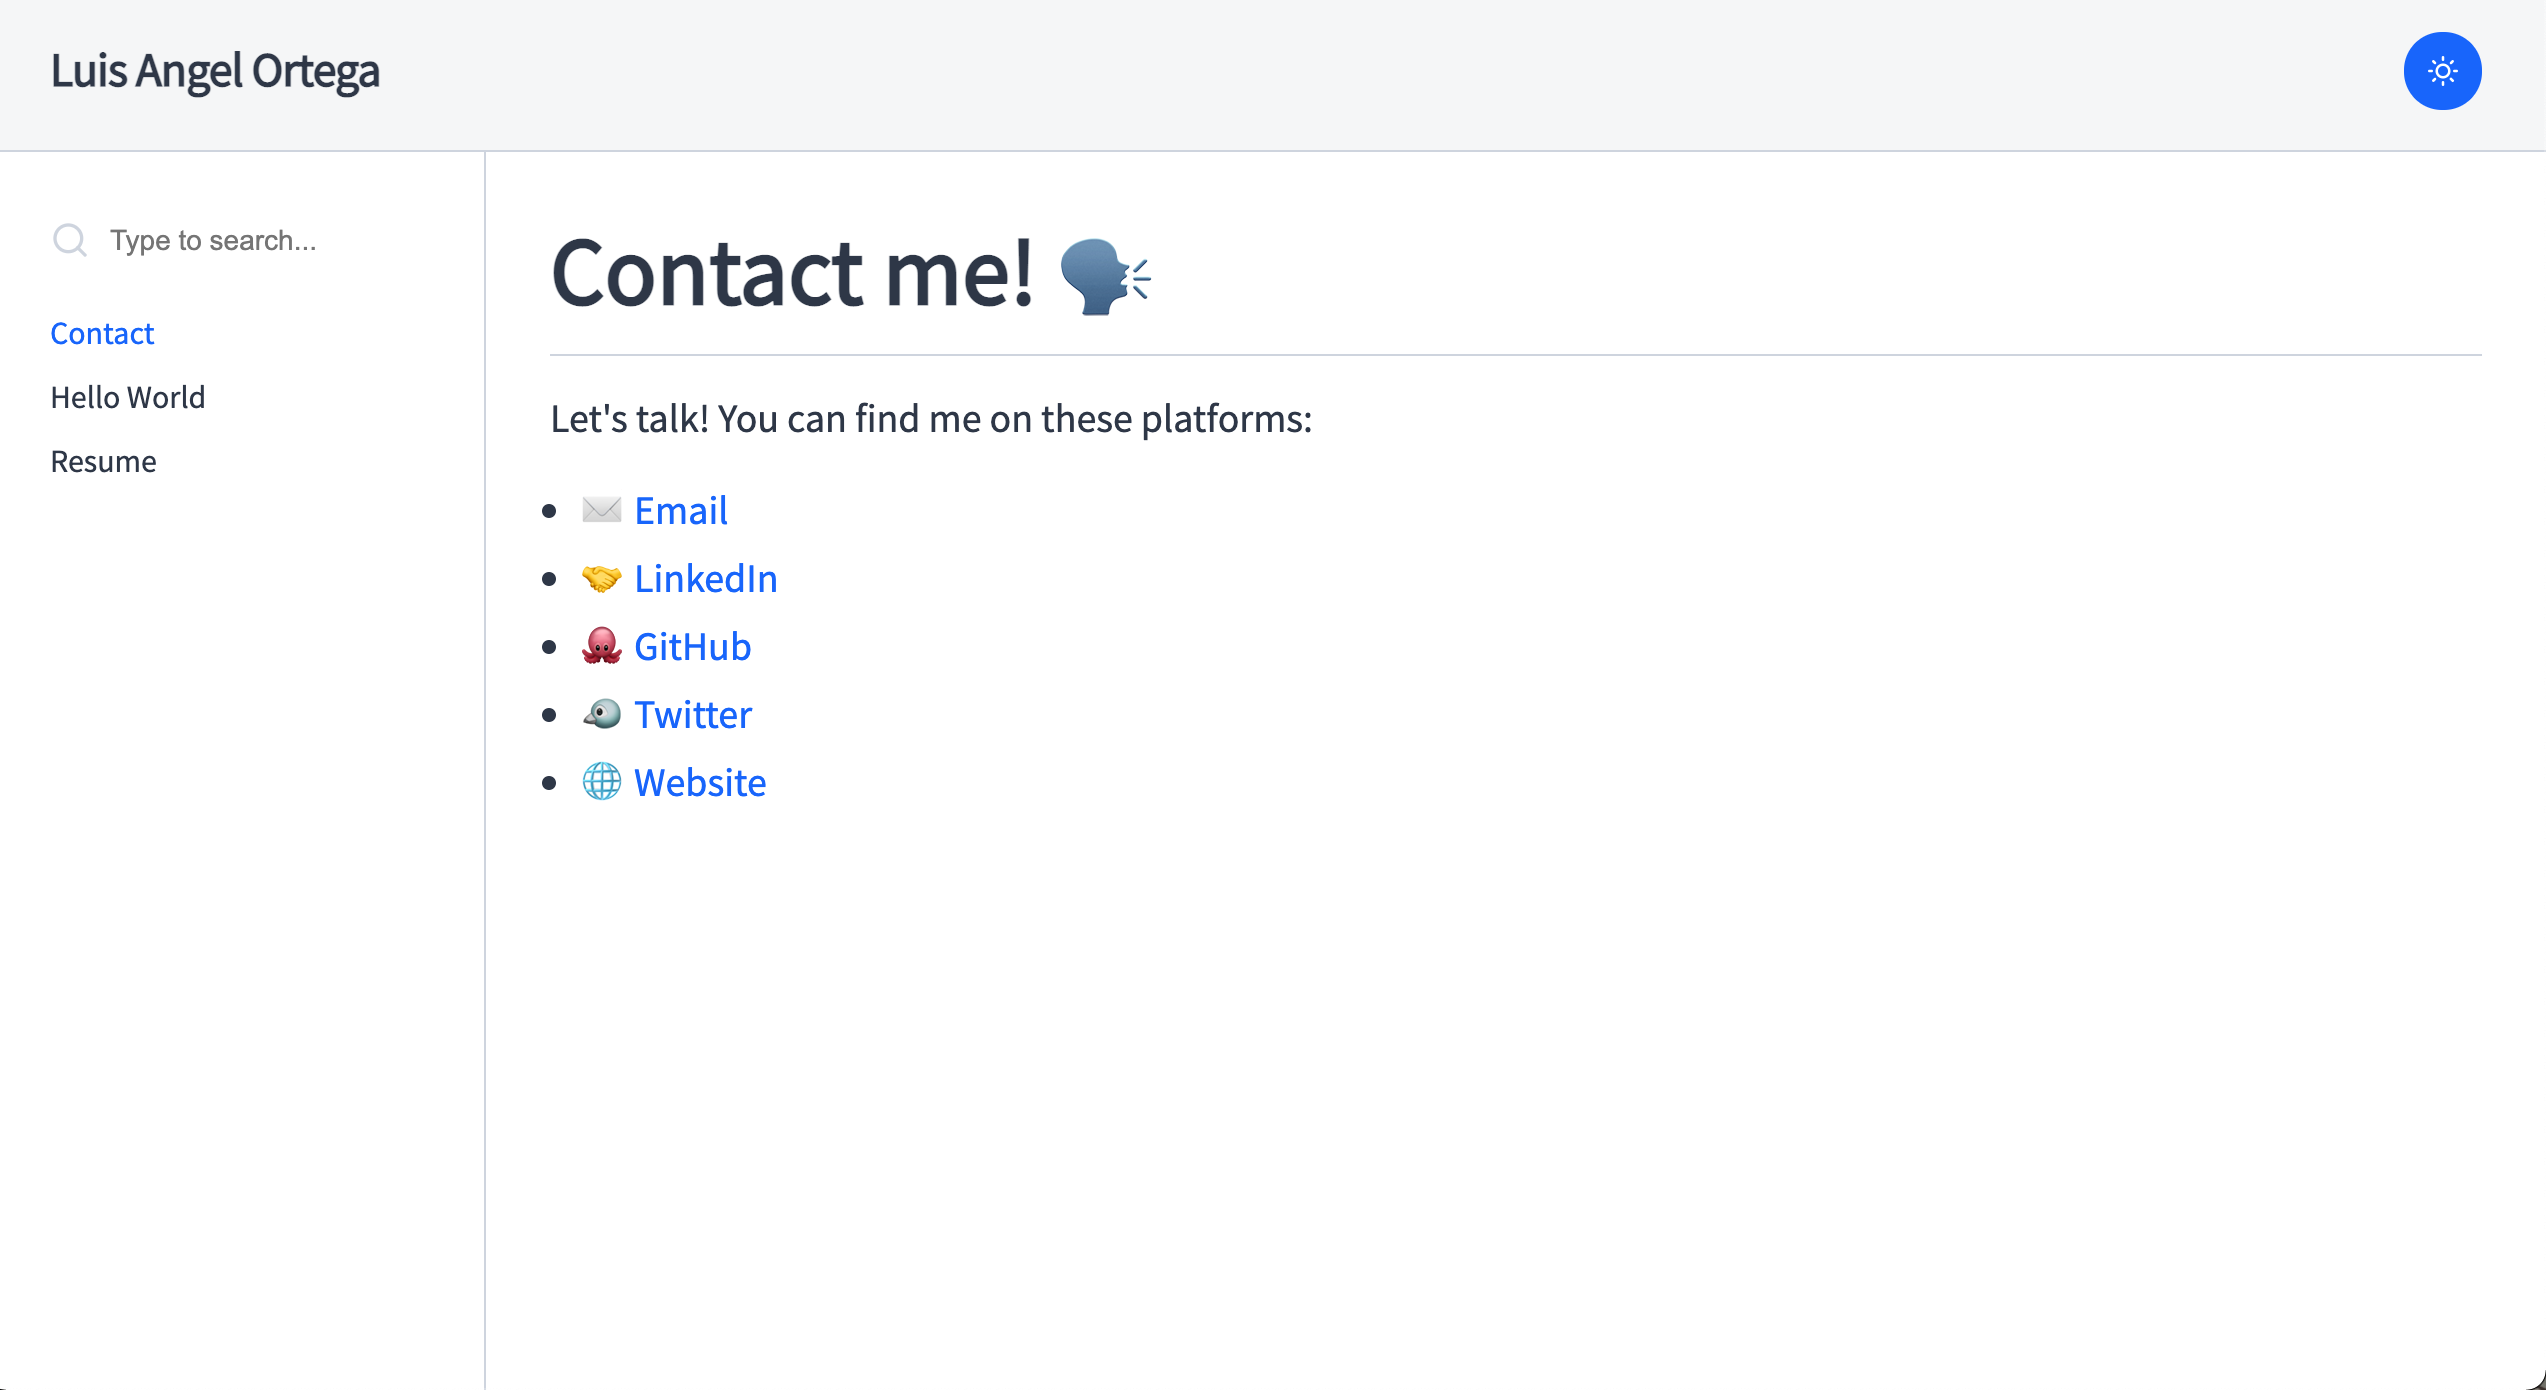 Luis Angel Ortega
Type to search...
Contact
Hello World
Resume
Contact me! 🗣️
Let's talk! You can find me on these platforms:
• ✉️ Email
• 🤝 LinkedIn
• 🐙 GitHub
• 🐦 Twitter
• 🌐 Website